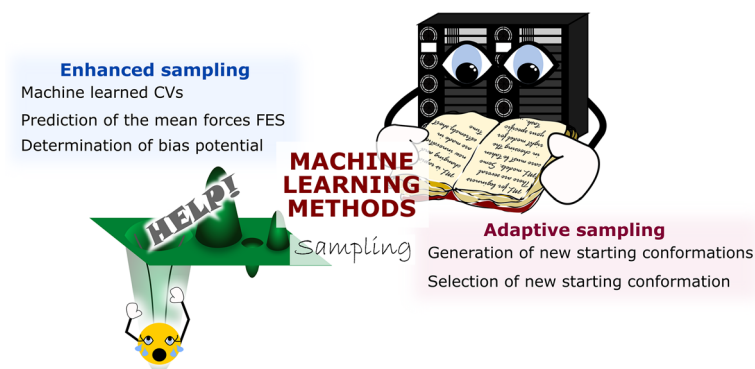 Enhanced sampling
Machine learned CVs
Prediction of the mean forces FES
Determination of bias potential
MACHINE
LEARNING
METHODS
Sampling
HELP!
Adaptive sampling
Generation of new starting conformations
Selection of new starting conformation